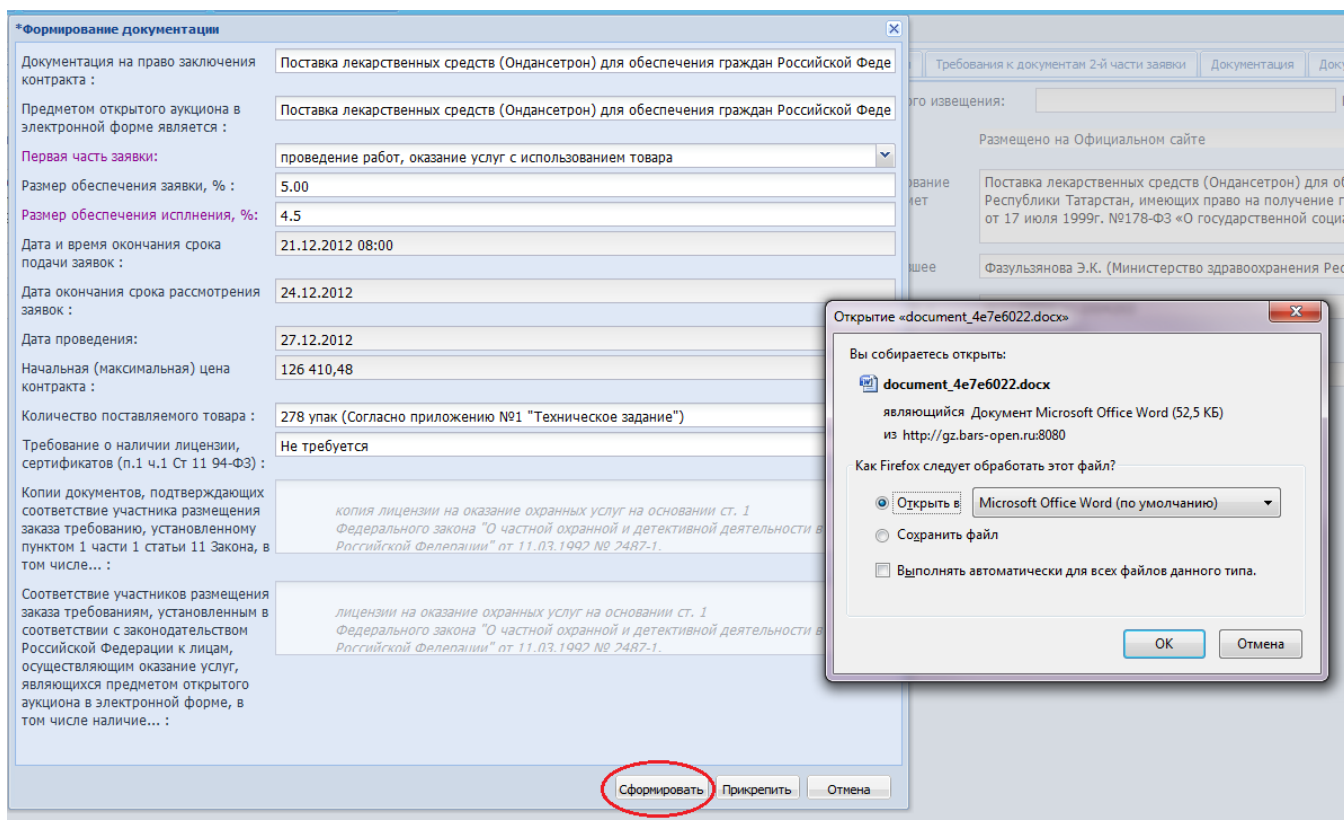 *Формирование документации
Документация на право заключения
контракта :
Поставка лекарственных средств (Ондансетрон) для обеспечения граждан Российской Феде
Предметом открытого аукциона в
электронной форме является :
Поставка лекарственных средств (Ондансетрон) для обеспечения граждан Российской Феде
Первая часть заявки:
проведение работ, оказание услуг с использованием товара
Размер обеспечения заявки, % :
5.00
Размер обеспечения исплнения, %:
4.5
Дата и время окончания срока
подачи заявок :
21.12.2012 08:00
Дата окончания срока рассмотрения
заявок :
24.12.2012
Дата проведения:
27.12.2012
Начальная (максимальная) цена
контракта :
126 410,48
Количество поставляемого товара :
278 упак (Согласно приложению №1 "Техническое задание")
Требование о наличии лицензии,
сертификатов (п.1 ч.1 Ст 11 94-ФЗ) :
Не требуется
Копии документов, подтверждающих
соответствие участника размещения
заказа требованию, установленному
пунктом 1 части 1 статьи 11 Закона, в
том числе... :
копия лицензии на оказание охранных услуг на основании ст. 1
Федерального закона "О частной охранной и детективной деятельности в
Российской Федерации" от 11.03.1992 № 2487-1.
Соответствие участников размещения
заказа требованиям, установленным в
соответствии с законодательством
Российской Федерации к лицам,
осуществляющим оказание услуг,
являющихся предметом открытого
аукциона в электронной форме, в
том числе наличие... :
лицензии на оказание охранных услуг на основании ст. 1
Федерального закона "О частной охранной и детективной деятельности в
Российской Федерации" от 11.03.1992 № 2487-1.
Сформировать Прикрепить Отмена
Требования к документам 2-й части заявки Документация Док
ого извещения:
Размещено на Официальном сайте
ование
мет
Поставка лекарственных средств (Ондансетрон) для об
Республики Татарстан, имеющих право на получение г
от 17 июля 1999г. №178-ФЗ «О государственной социа
вшее
Фазульзянова Э.К. (Министерство здравоохранения Рес
Открытие «document_4e7e6022.docx»
Вы собираетесь открыть:
document_4e7e6022.docx
являющийся Документ Microsoft Office Word (52,5 КБ)
из http://gz.bars-open.ru:8080
Как Firefox следует обработать этот файл?
Открыть в Microsoft Office Word (по умолчанию)
Сохранить файл
Выполнять автоматически для всех файлов данного типа.
OK Отмена